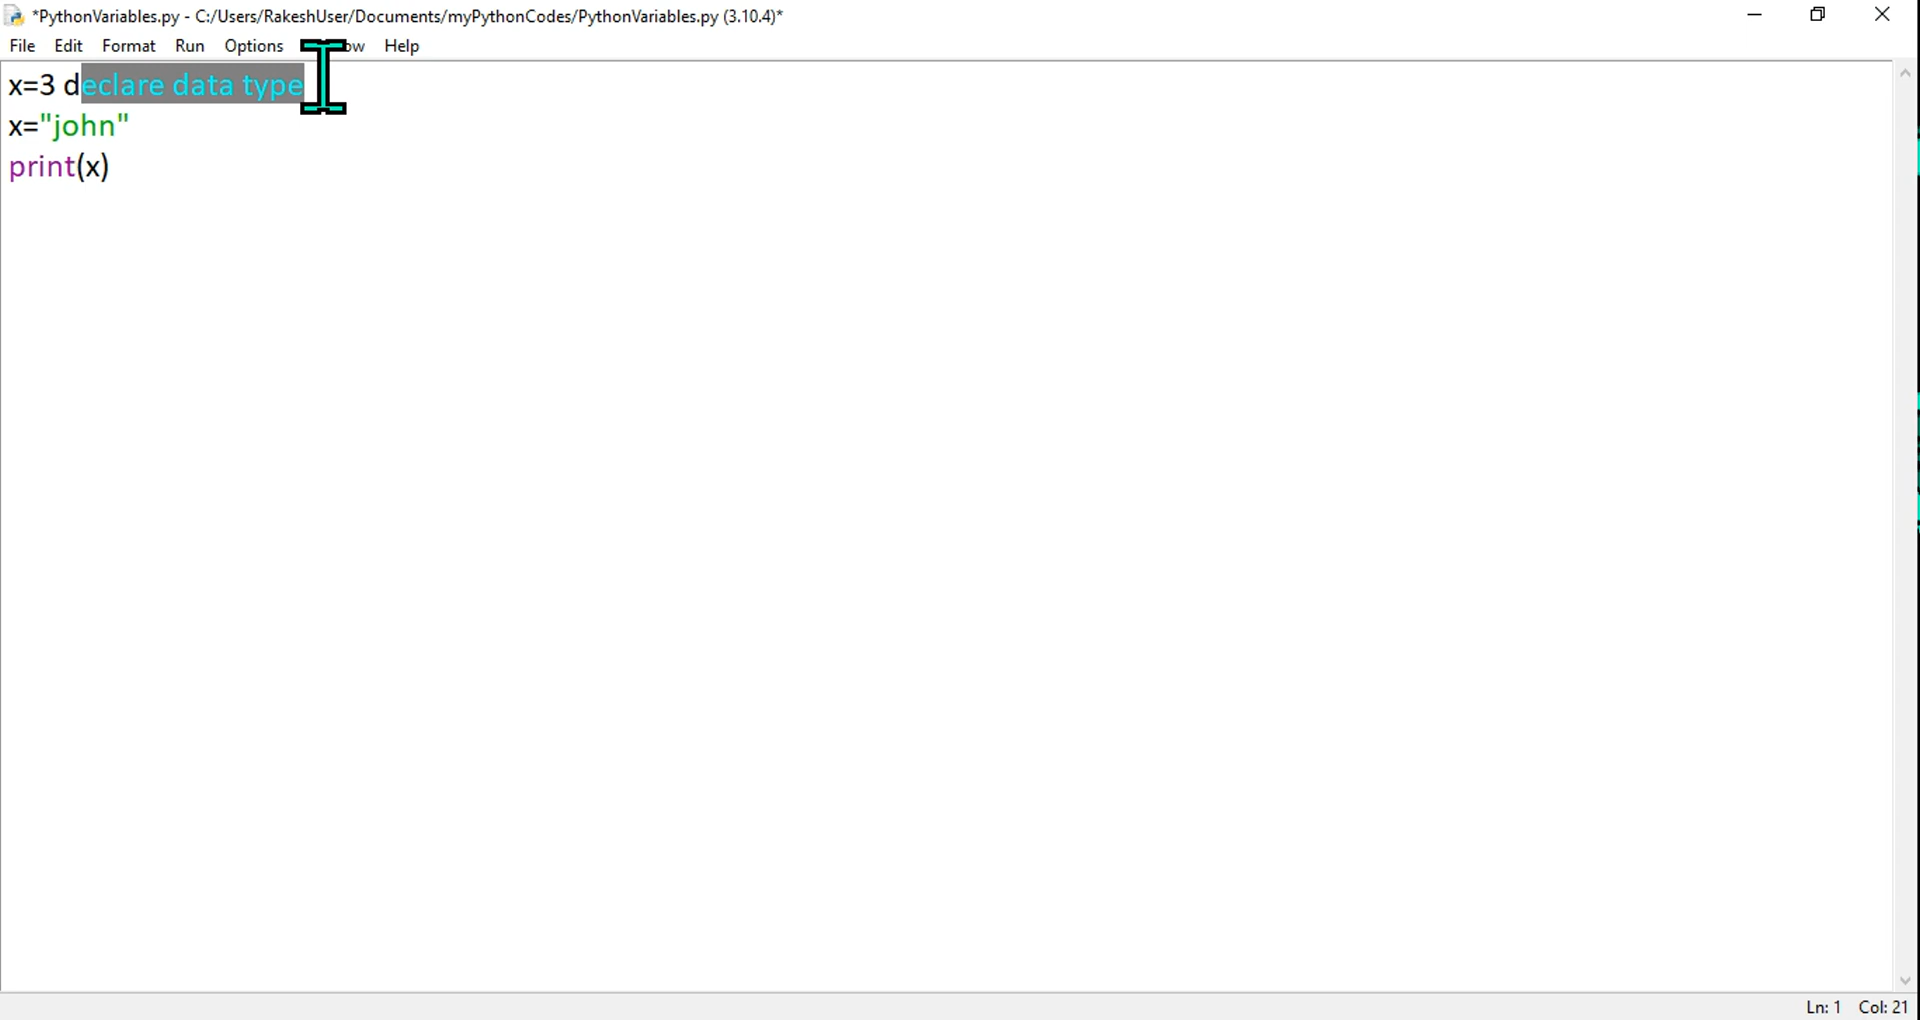 *PythonVariables.py - C:/Users/RakeshUser/Documents/myPythonCodes/PythonVariables.py (3.10.4)*
File Edit Format Run Options Help
x=3 declare data type
x="john"
print(x)
Ln: 1 Col: 21